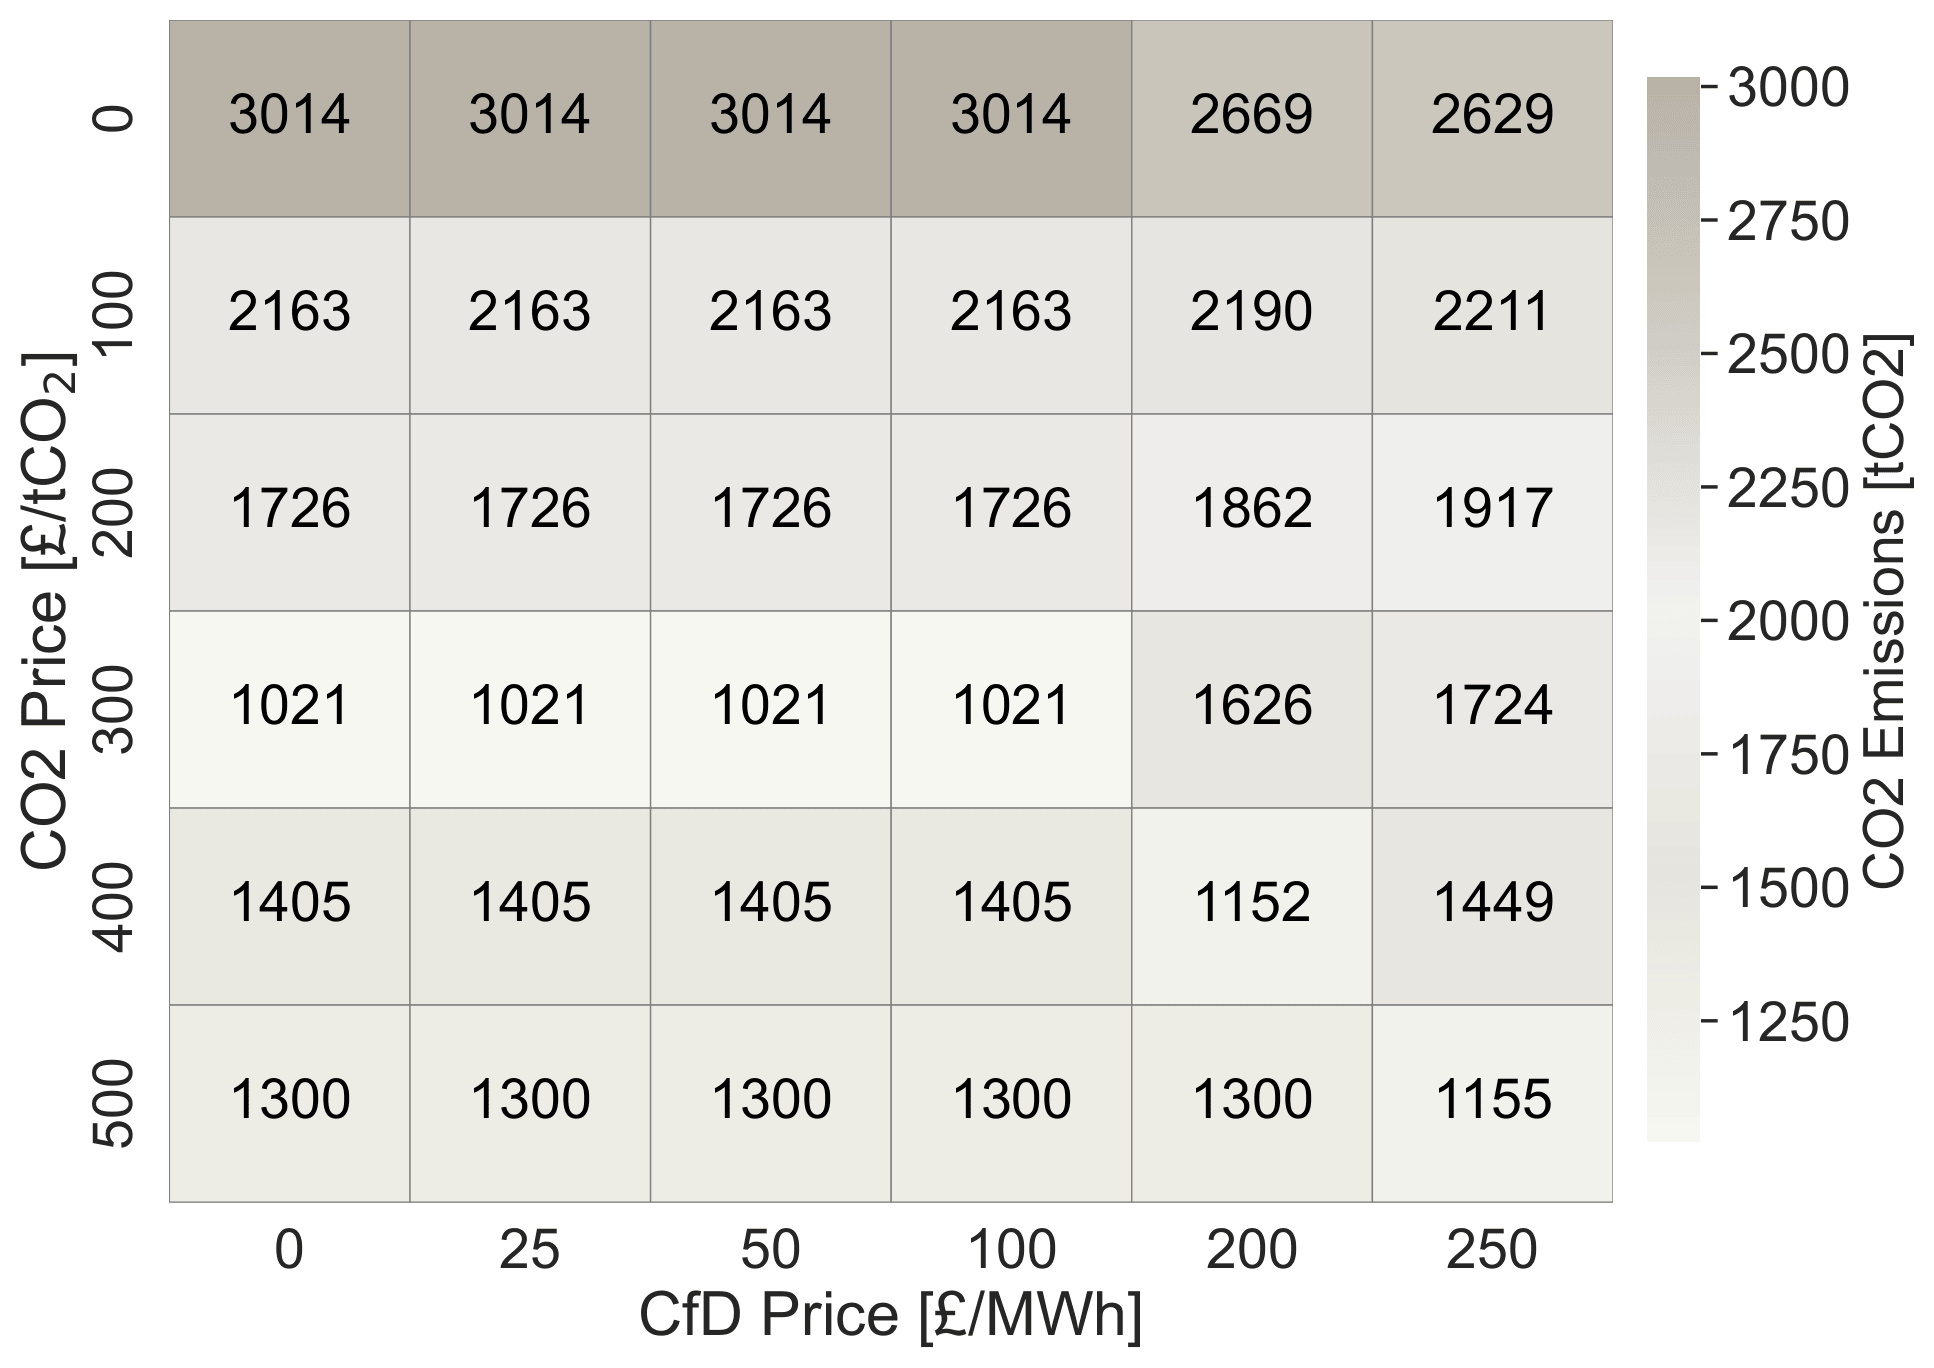 0 3014 3014 3014 3014 2669 2629
100 2163 2163 2163 2163 2190 2211
200 1726 1726 1726 1726 1862 1917
300 1021 1021 1021 1021 1626 1724
400 1405 1405 1405 1405 1152 1449
500 1300 1300 1300 1300 1300 1155
0 25 50 100 200 250
CfD Price [£/MWh]
CO2 Price [£/tCO₂]
3000
2750
2500
2250
2000
1750
1500
1250
CO2 Emissions [tCO2]